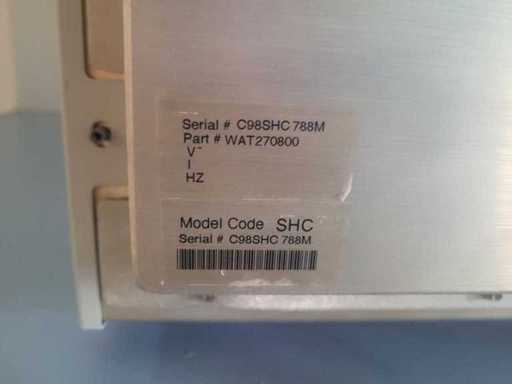 Serial # C98SHC 788M
Part # WAT270800
V~
I
HZ
Model Code SHC
Serial # C98SHC 788M